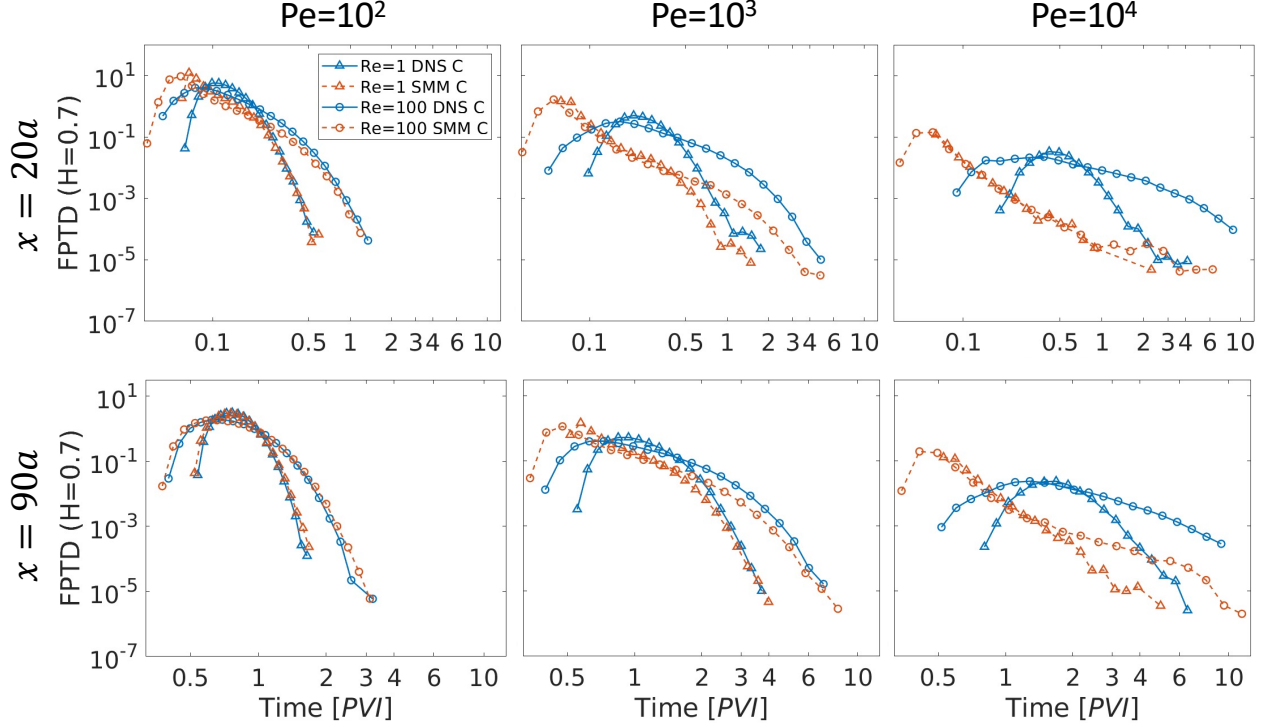 Pe=10² Pe=10³ Pe=10⁴
x = 20a
FPTD (H=0.7)
10¹
10⁻¹
10⁻³
10⁻⁵
10⁻⁷
Re=1 DNS C
Re=1 SMM C
Re=100 DNS C
Re=100 SMM C
0.1 0.5 1 2 3 4 6 10 0.1 0.5 1 2 3 4 6 10 0.1 0.5 1 2 3 4 6 10
x = 90a
FPTD (H=0.7)
10¹
10⁻¹
10⁻³
10⁻⁵
10⁻⁷
0.5 1 2 3 4 6 10 0.5 1 2 3 4 6 10 0.5 1 2 3 4 6 10
Time [PVI] Time [PVI] Time [PVI]